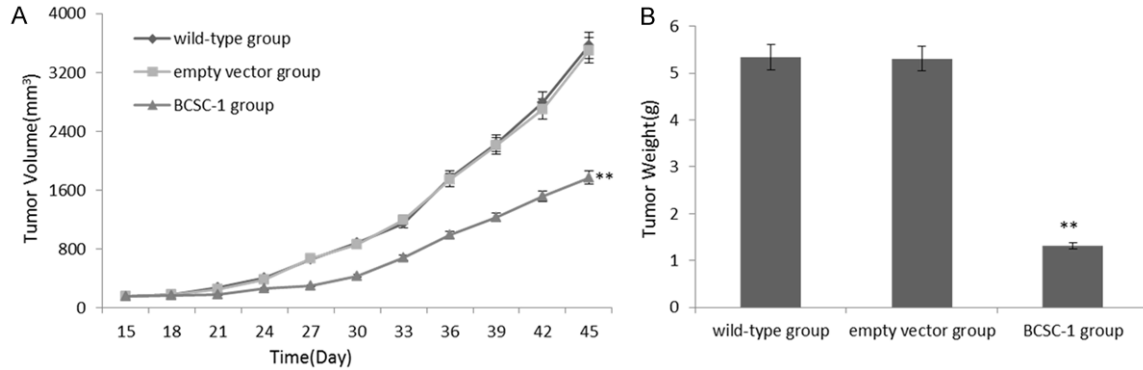 A
4000
3200
2400
1600
800
0
Tumor Volume(mm³)
wild-type group
empty vector group
BCSC-1 group
**
15 18 21 24 27 30 33 36 39 42 45
Time(Day)
B
6
5
4
3
2
1
0
Tumor Weight(g)
**
wild-type group empty vector group BCSC-1 group